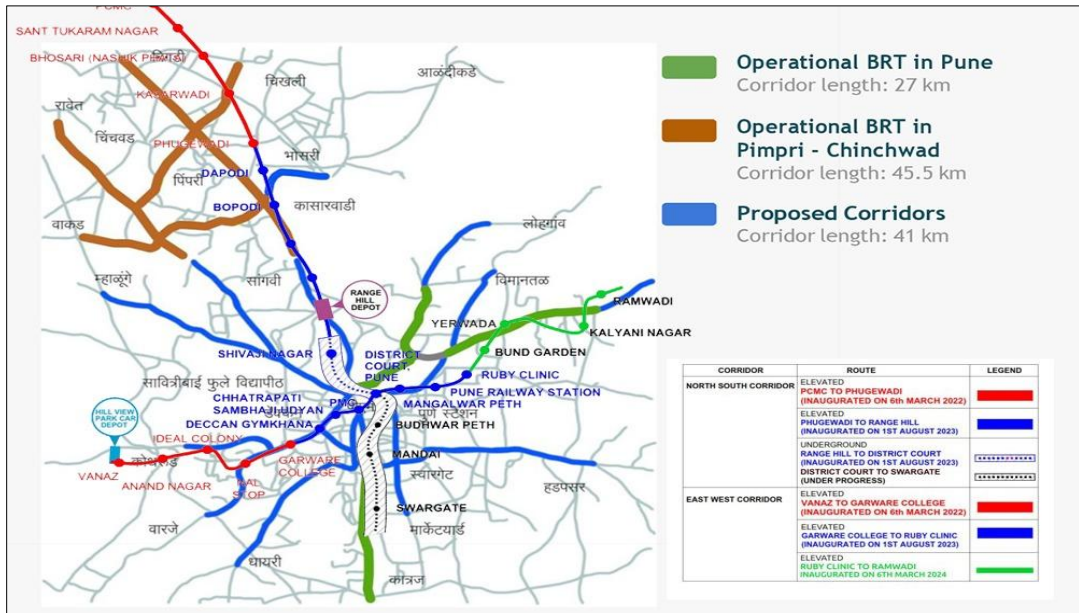 PCMC
SANT TUKARAM NAGAR
BHOSARI (NASHIK PHATA)
चिखली
आळंदीकडे
रावेत
KASARWADI
चिंचवड
PHUGEWADI
भोसरी
DAPODI
पिंपरी
BOPODI
कासारवाडी
वाकड
लोहगांव
म्हाळूंगे
सांगवी
विमानतळ
RANGE
HILL
DEPOT
RAMWADI
YERWADA
KALYANI NAGAR
BUND GARDEN
SHIVAJI NAGAR
DISTRICT
COURT,
PUNE
RUBY CLINIC
सावित्रीबाई फुले विद्यापीठ
CHHATRAPATI
SAMBHAJI UDYAN
PMC
PUNE RAILWAY STATION
MANGALWAR PETH
पुणे स्टेशन
DECCAN GYMKHANA
BUDHWAR PETH
HILL VIEW
PARK CAR
DEPOT
IDEAL COLONY
कोथरुड
VANAZ
ANAND NAGAR
NAL
STOP
GARWARE
COLLEGE
MANDAI
स्वारगेट
हडपसर
SWARGATE
वारजे
मार्केटयार्ड
धायरी
कात्रज
Operational BRT in Pune
Corridor length: 27 km
Operational BRT in
Pimpri - Chinchwad
Corridor length: 45.5 km
Proposed Corridors
Corridor length: 41 km
CORRIDOR ROUTE LEGEND
NORTH SOUTH CORRIDOR ELEVATED
PCMC TO PHUGEWADI
(INAUGURATED ON 6th MARCH 2022)
ELEVATED
PHUGEWADI TO RANGE HILL
(INAUGURATED ON 1ST AUGUST 2023)
UNDERGROUND
RANGE HILL TO DISTRICT COURT
(INAUGURATED ON 1ST AUGUST 2023)
DISTRICT COURT TO SWARGATE
(UNDER PROGRESS)
EAST WEST CORRIDOR ELEVATED
VANAZ TO GARWARE COLLEGE
(INAUGURATED ON 6th MARCH 2022)
ELEVATED
GARWARE COLLEGE TO RUBY CLINIC
(INAUGURATED ON 1ST AUGUST 2023)
ELEVATED
RUBY CLINIC TO RAMWADI
INAUGURATED ON 6TH MARCH 2024